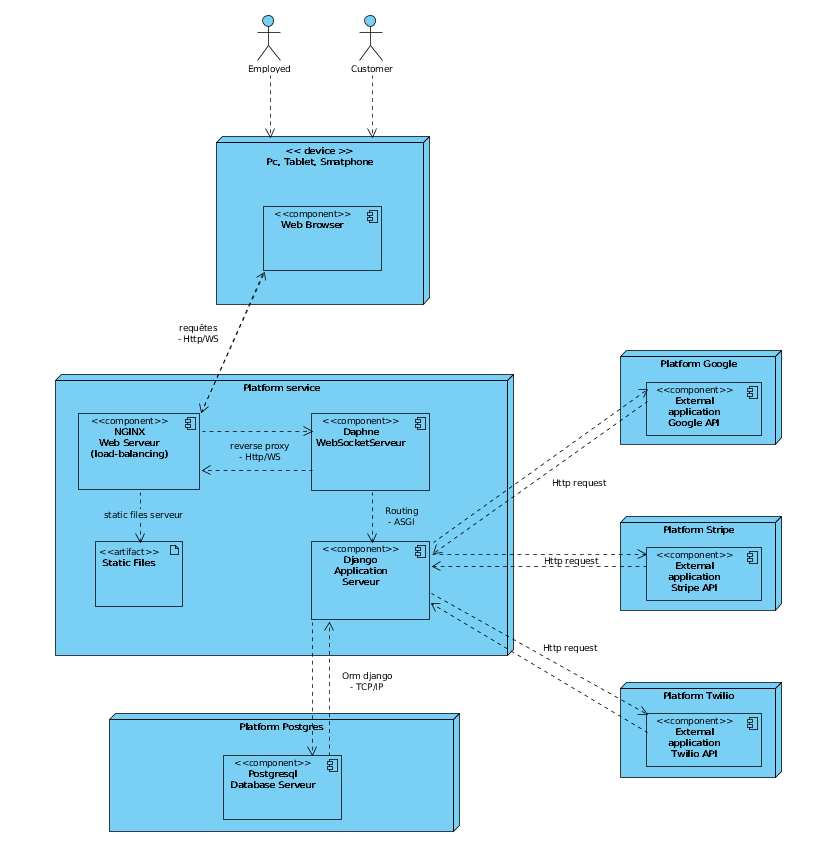 Employed
Customer
<< device >>
Pc, Tablet, Smatphone
<<component>>
Web Browser
requêtes
- Http/WS
Platform service
<<component>>
NGINX
Web Serveur
(load-balancing)
reverse proxy
- Http/WS
<<component>>
Daphne
WebSocketServeur
static files serveur
Routing
- ASGI
<<artifact>>
Static Files
<<component>>
Django
Application
Serveur
Platform Google
<<component>>
External
application
Google API
Http request
Platform Stripe
<<component>>
External
application
Stripe API
Http request
Http request
Platform Twilio
<<component>>
External
application
Twilio API
Orm django
- TCP/IP
Platform Postgres
<<component>>
Postgresql
Database Serveur